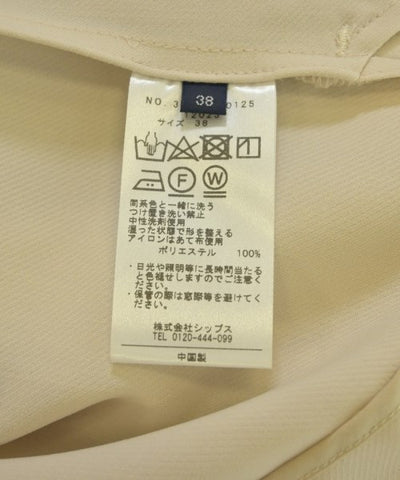 38
NO. 3 0125
12025
サイズ 38
F W
同系色と一緒に洗う
つけ置き洗い禁止
中性洗剤使用
湿った状態で形を整える
アイロンはあて布使用
ポリエステル 100%
・日光や照明等に長時間当たる
と色褪せしますのでご注意くだ
さい。
・保管の際は窓際等を避けてく
ださい。
株式会社シップス
TEL 0120-444-099
中国製